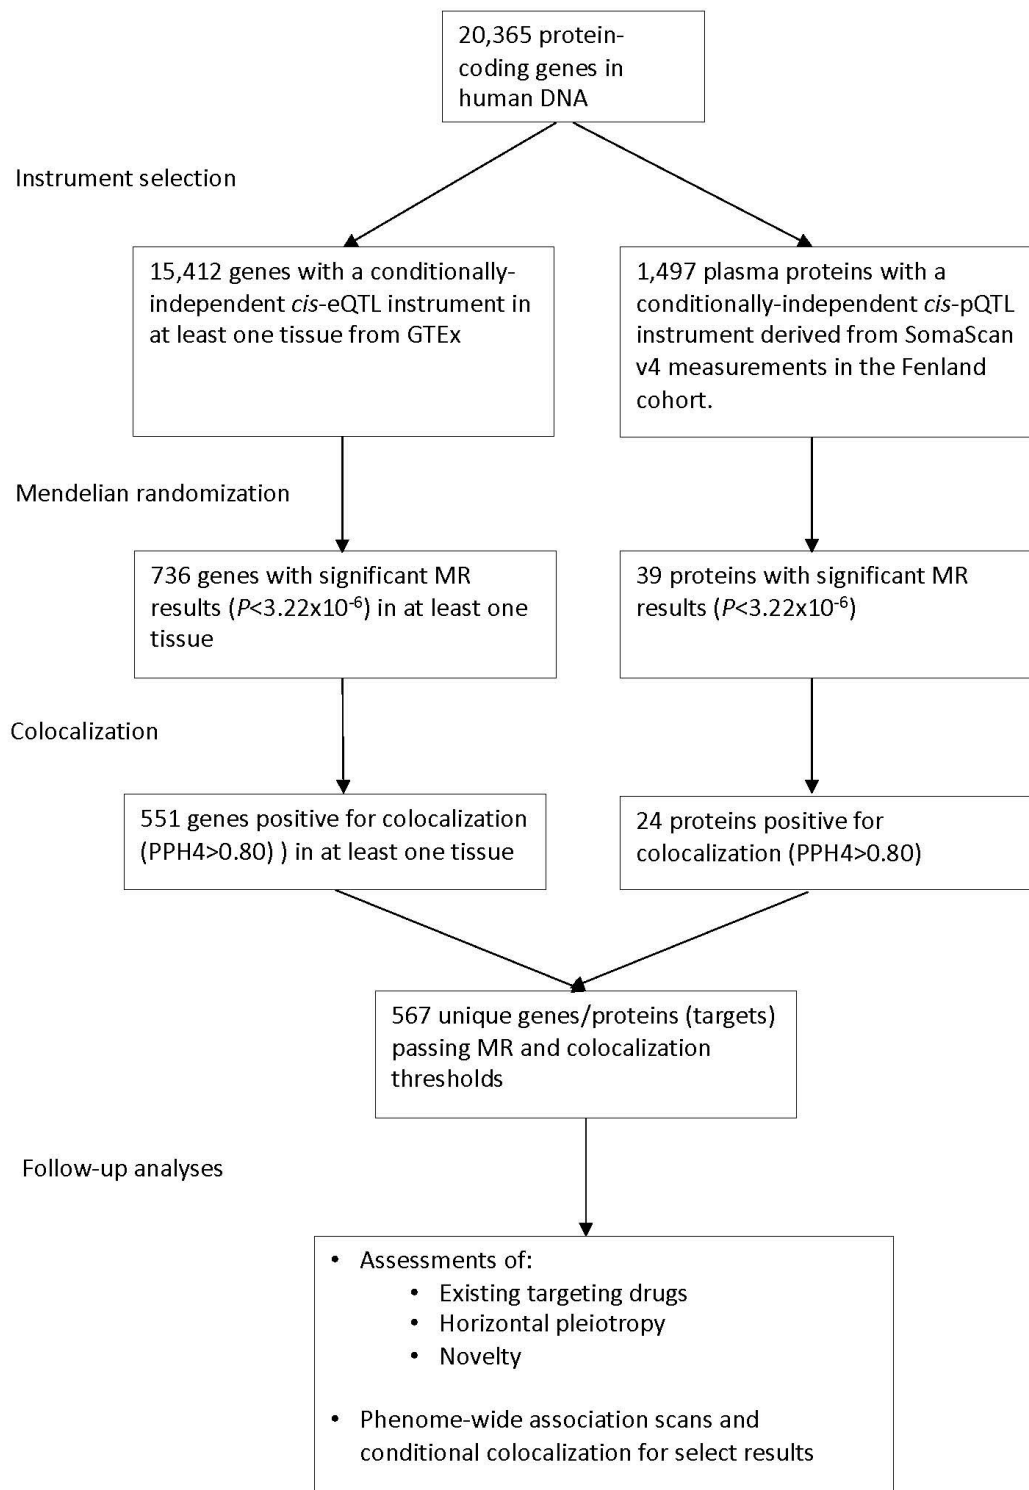 20,365 protein-
coding genes in
human DNA
Instrument selection
15,412 genes with a conditionally-
independent cis-eQTL instrument in
at least one tissue from GTEx
1,497 plasma proteins with a
conditionally-independent cis-pQTL
instrument derived from SomaScan
v4 measurements in the Fenland
cohort.
Mendelian randomization
736 genes with significant MR
results (P<3.22x10⁻⁶) in at least one
tissue
39 proteins with significant MR
results (P<3.22x10⁻⁶)
Colocalization
551 genes positive for colocalization
(PPH4>0.80) ) in at least one tissue
24 proteins positive for
colocalization (PPH4>0.80)
567 unique genes/proteins (targets)
passing MR and colocalization
thresholds
Follow-up analyses
• Assessments of:
• Existing targeting drugs
• Horizontal pleiotropy
• Novelty
• Phenome-wide association scans and
conditional colocalization for select results